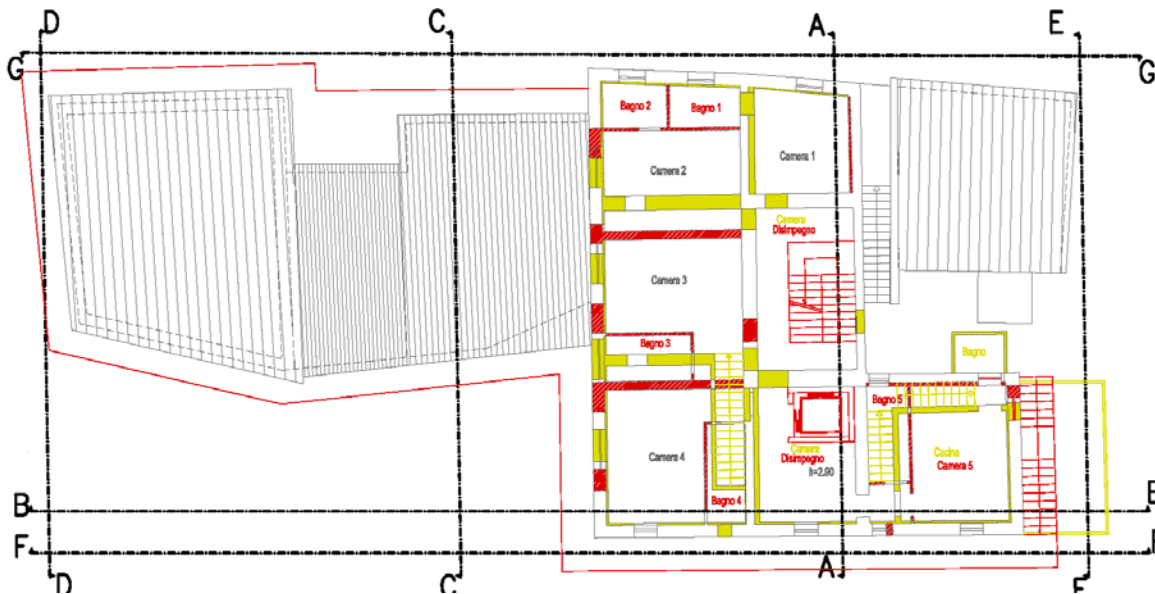 D
C
A
E
G
G
Bagno 2
Bagno 1
Camera 1
Camera 2
Camera
Disimpegno
Camera 3
Bagno 3
Bagno
Bagno 5
Camera
Disimpegno
h=2.90
Cucina
Camera 5
Camera 4
Bagno 4
B
F
D
C
A